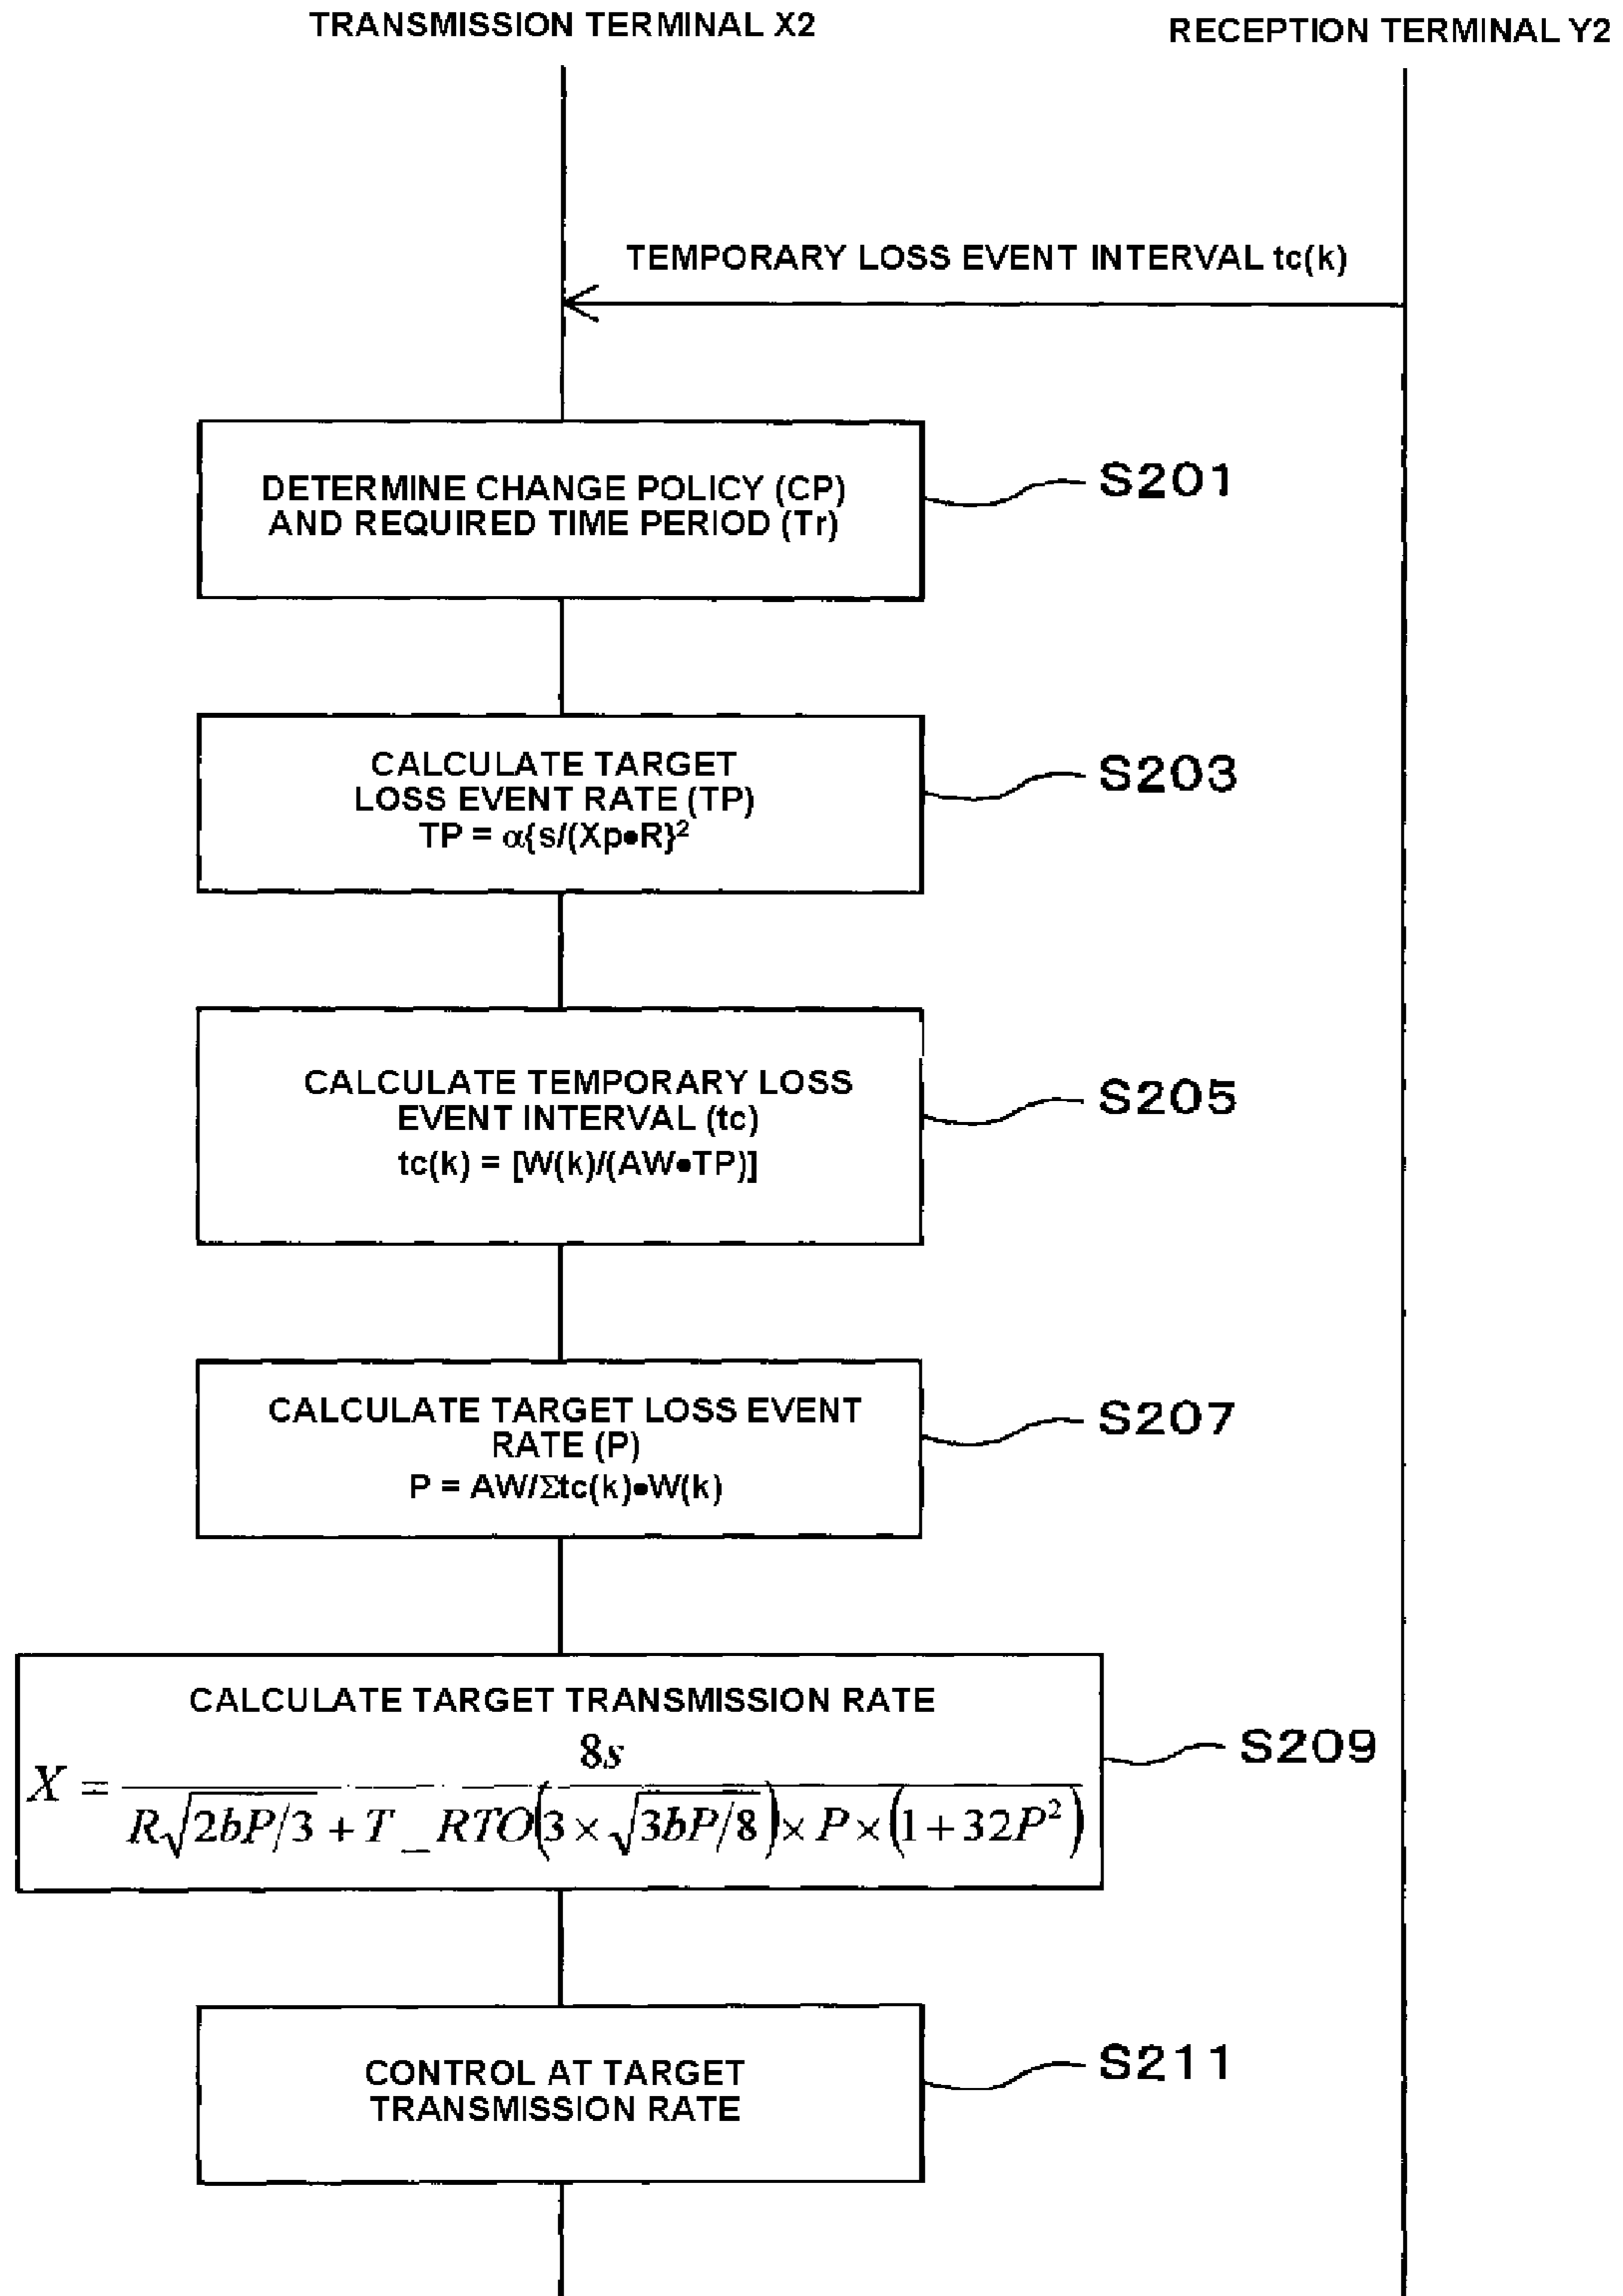 TRANSMISSION TERMINAL X2
RECEPTION TERMINAL Y2
TEMPORARY LOSS EVENT INTERVAL tc(k)
DETERMINE CHANGE POLICY (CP)
AND REQUIRED TIME PERIOD (Tr)
S201
CALCULATE TARGET
LOSS EVENT RATE (TP)
TP = α{s/(Xp•R}²
S203
CALCULATE TEMPORARY LOSS
EVENT INTERVAL (tc)
tc(k) = [W(k)/(AW•TP)]
S205
CALCULATE TARGET LOSS EVENT
RATE (P)
P = AW/Σtc(k)•W(k)
S207
CALCULATE TARGET TRANSMISSION RATE
X = 8s / R√2bP/3 + T_RTO(3 × √3bP/8) × P × (1 + 32P²)
S209
CONTROL AT TARGET
TRANSMISSION RATE
S211